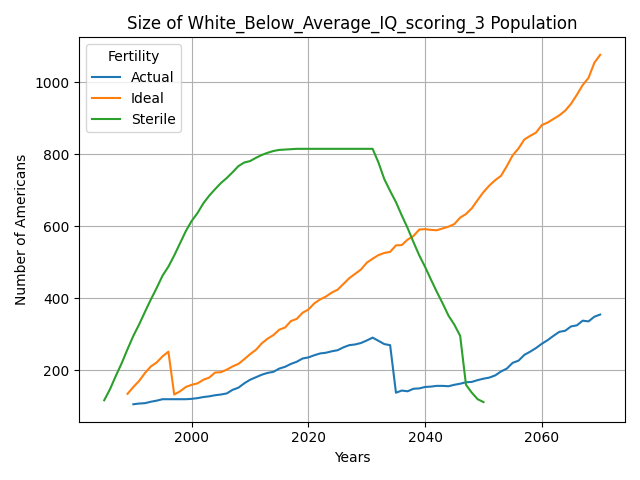 Size of White_Below_Average_IQ_scoring_3 Population
Fertility
Actual
Ideal
Sterile
Number of Americans
1000
800
600
400
200
2000
2020
2040
2060
Years